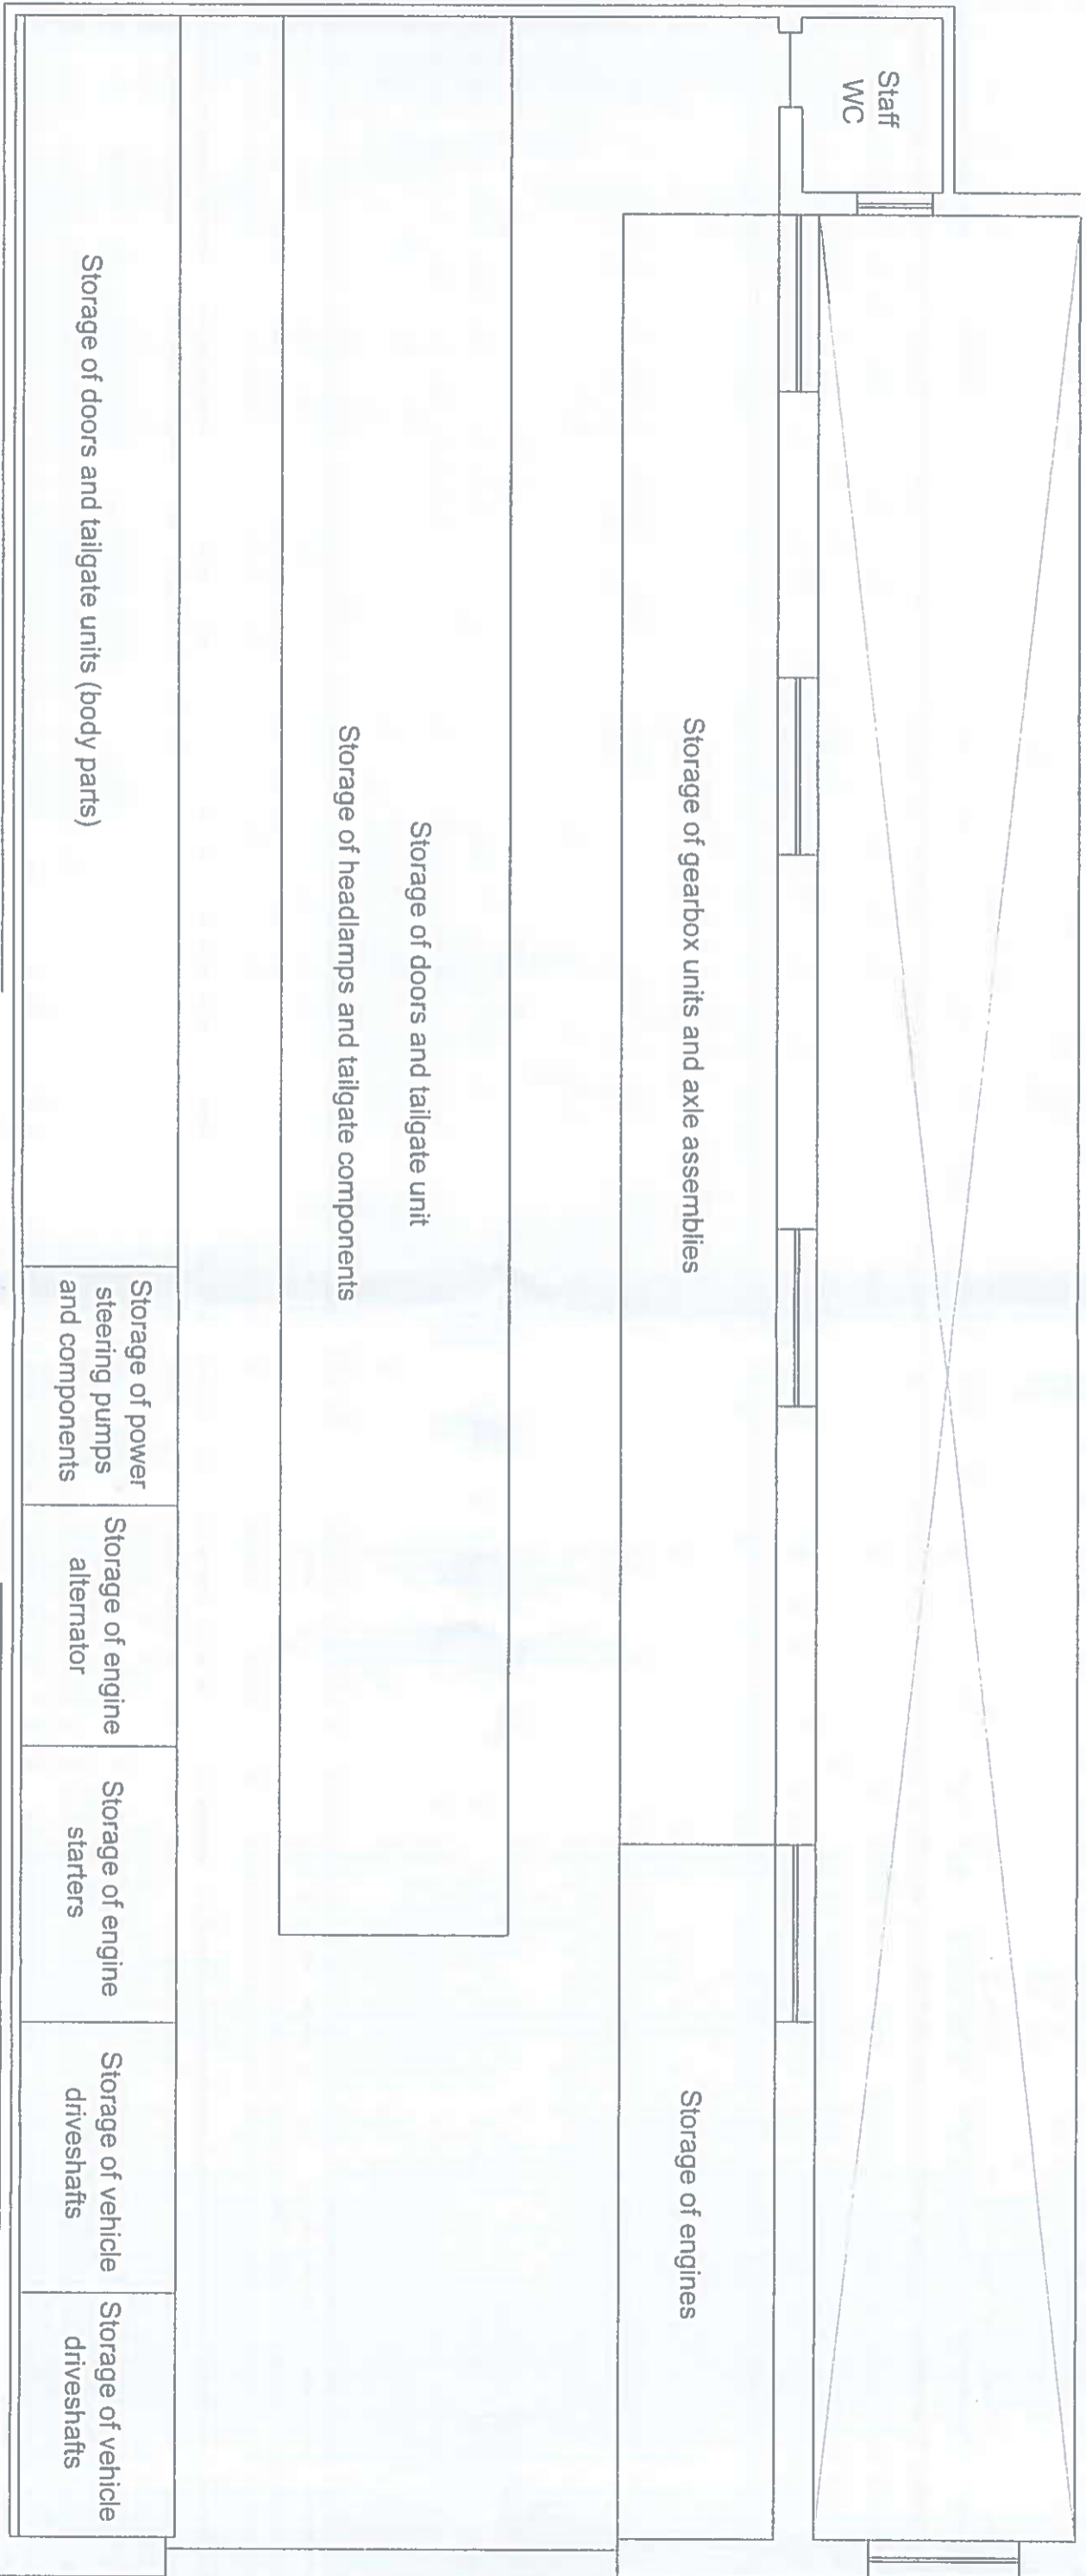 Staff
WC
Storage of gearbox units and axle assemblies
Storage of engines
Storage of doors and tailgate unit
Storage of headlamps and tailgate components
Storage of doors and tailgate units (body parts)
Storage of power
steering pumps
and components
Storage of engine
alternator
Storage of engine
starters
Storage of vehicle
driveshafts
Storage of vehicle
driveshafts